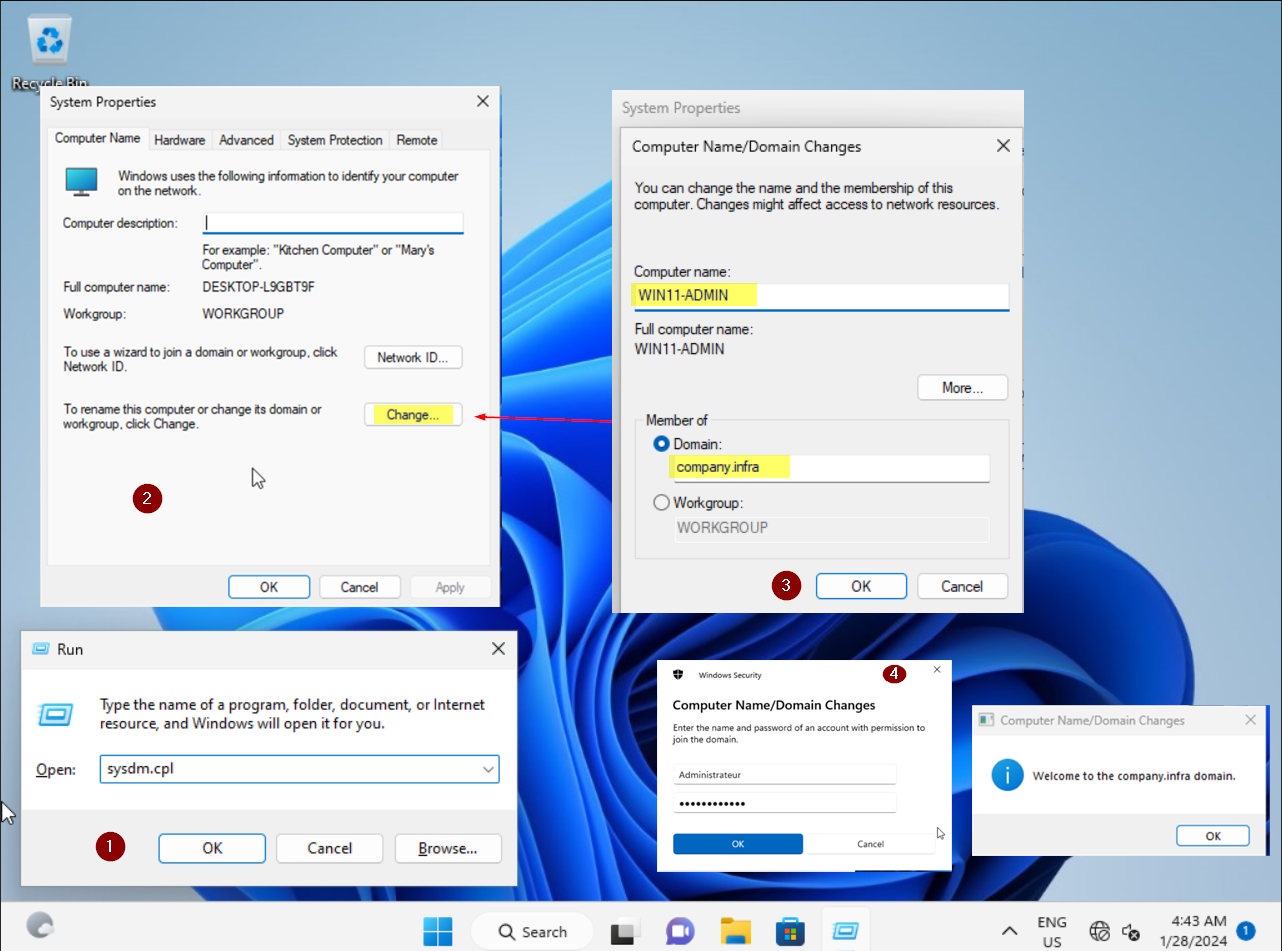 Recycle Bin
System Properties
Computer Name Hardware Advanced System Protection Remote
Windows uses the following information to identify your computer
on the network.
Computer description:
For example: "Kitchen Computer" or "Mary's
Computer".
Full computer name: DESKTOP-L9GBT9F
Workgroup: WORKGROUP
To use a wizard to join a domain or workgroup, click
Network ID.
Network ID...
To rename this computer or change its domain or
workgroup, click Change.
Change...
2
OK Cancel Apply
System Properties
Computer Name/Domain Changes
You can change the name and the membership of this
computer. Changes might affect access to network resources.
Computer name:
WIN11-ADMIN
Full computer name:
WIN11-ADMIN
More...
Member of
Domain:
company.infra
Workgroup:
WORKGROUP
3
OK Cancel
Run
Type the name of a program, folder, document, or Internet
resource, and Windows will open it for you.
Open: sysdm.cpl
1
OK Cancel Browse...
Windows Security
4
Computer Name/Domain Changes
Enter the name and password of an account with permission to
join the domain.
Administrateur
••••••••••••
OK Cancel
Computer Name/Domain Changes
Welcome to the company.infra domain.
OK
Search
ENG
US
4:43 AM
1/28/2024
1